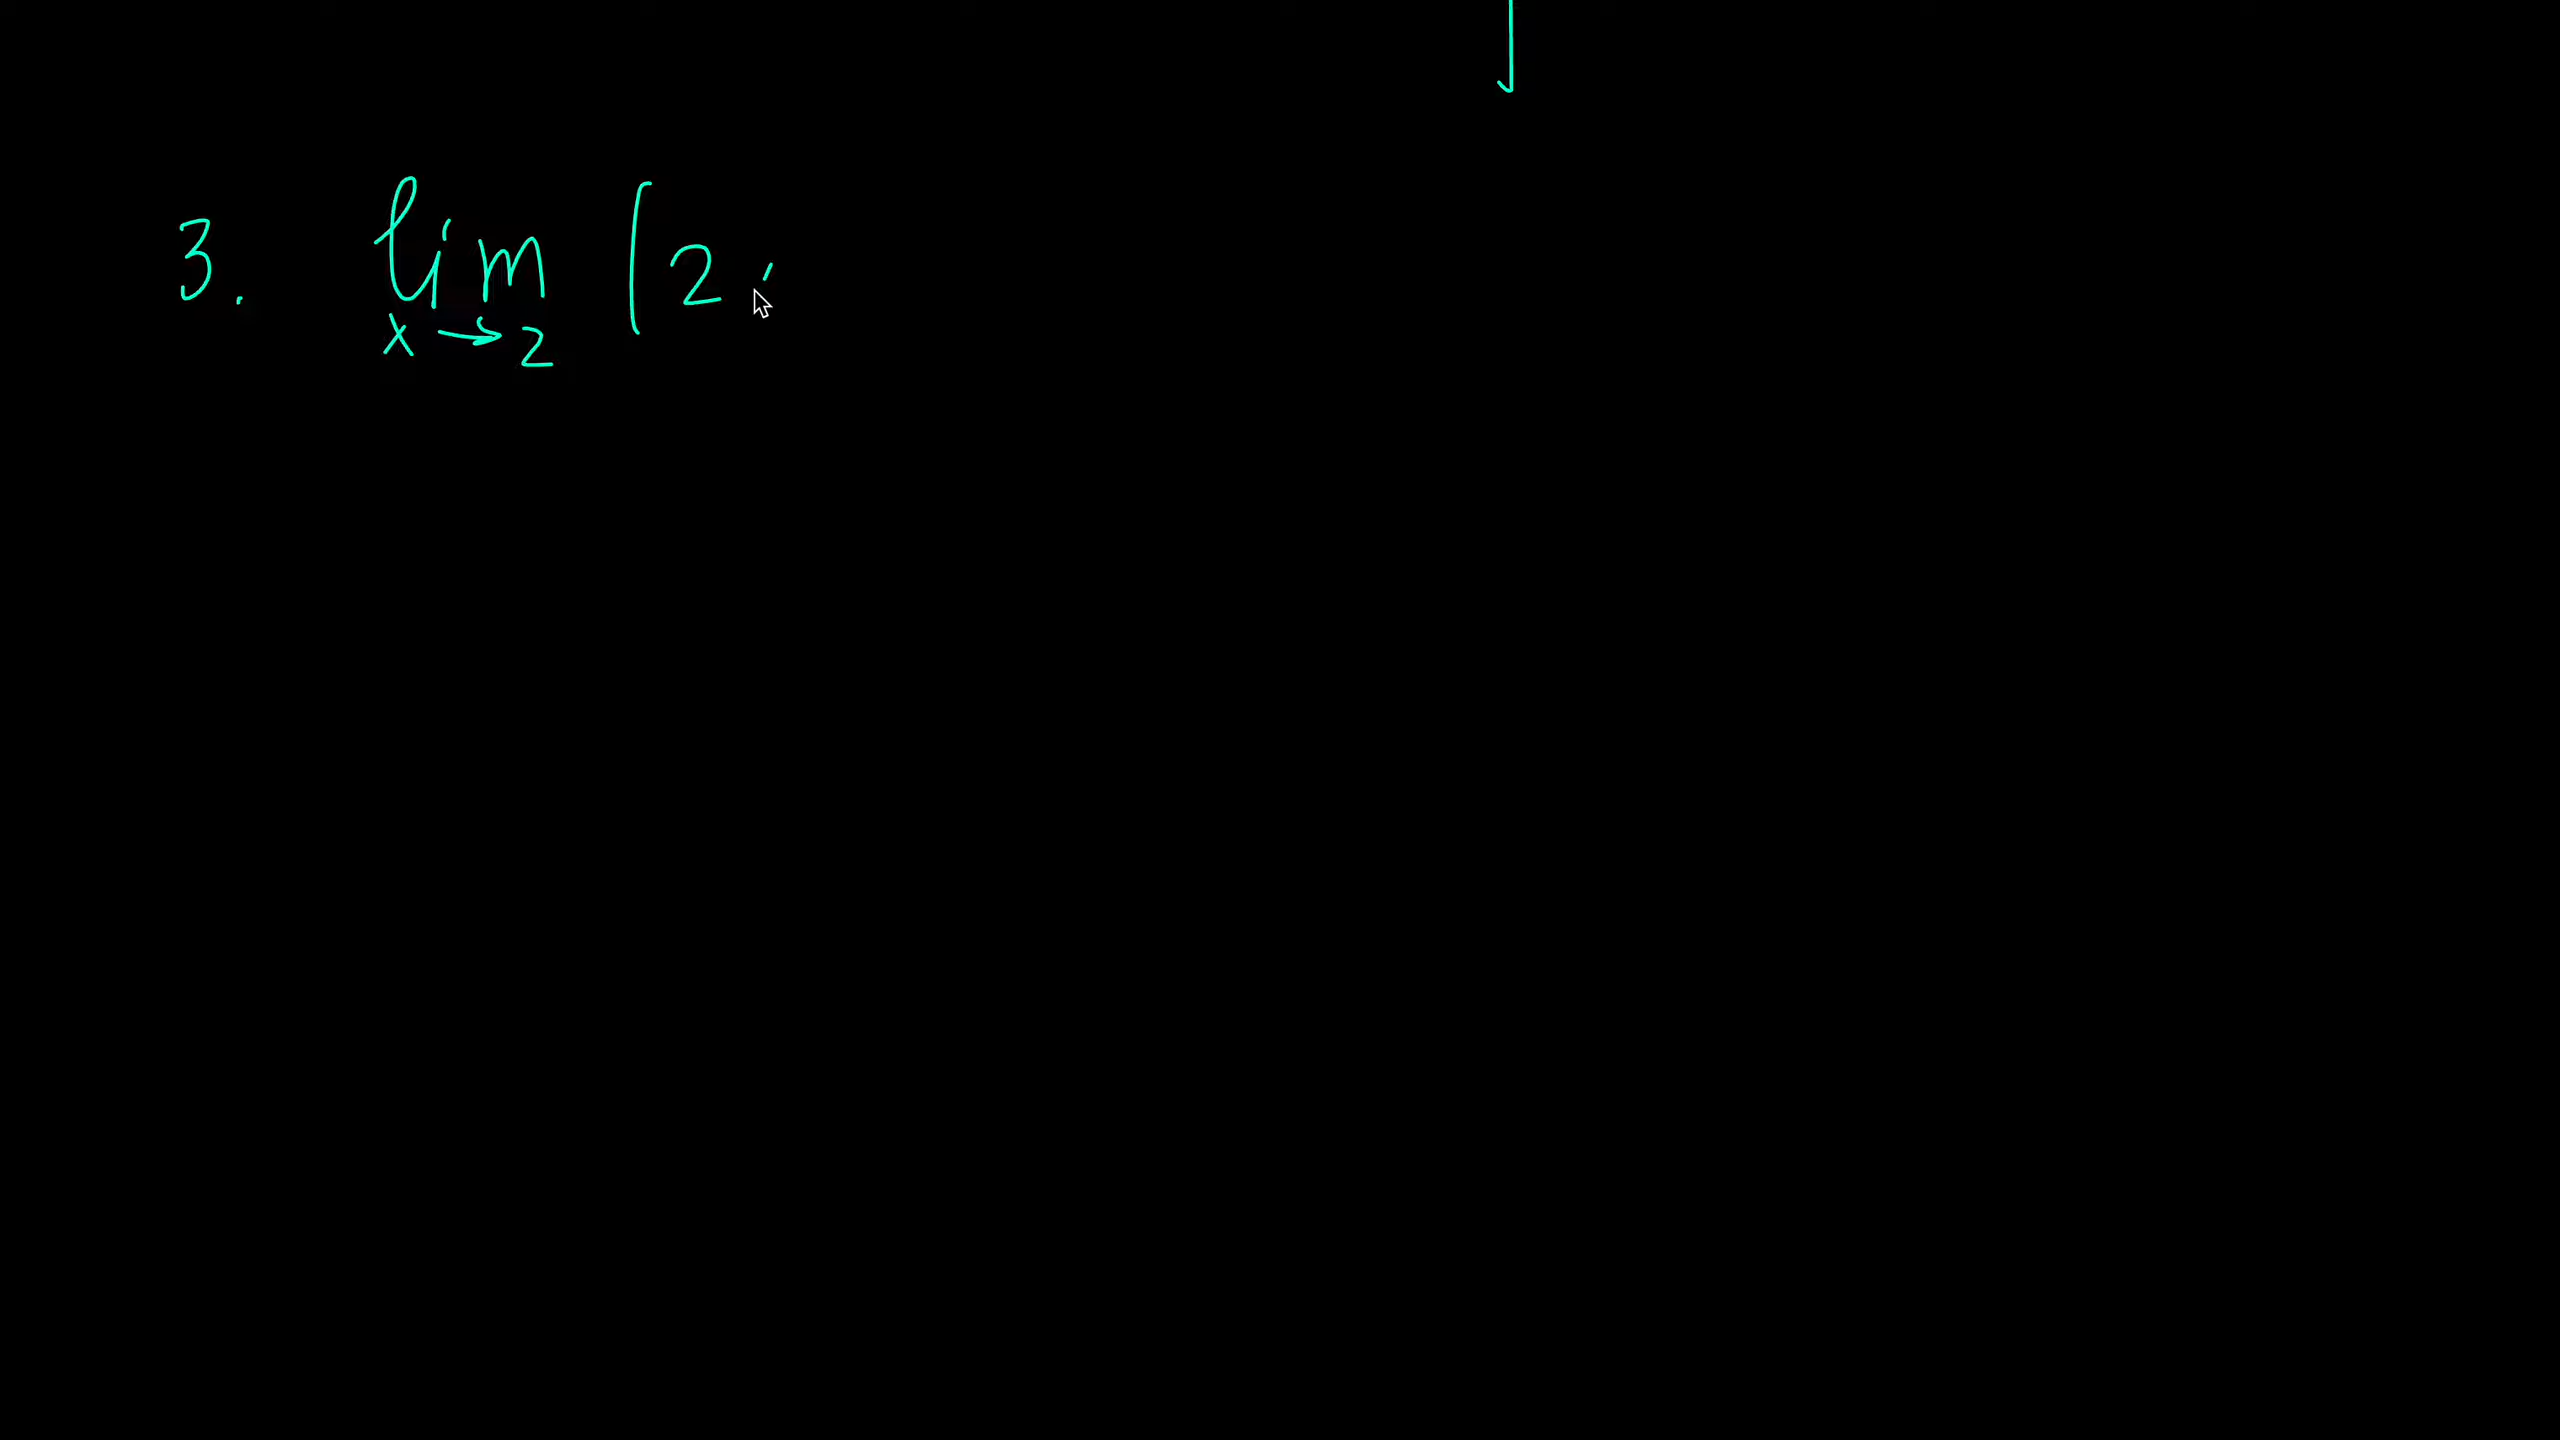 3. lim (2
x → 2